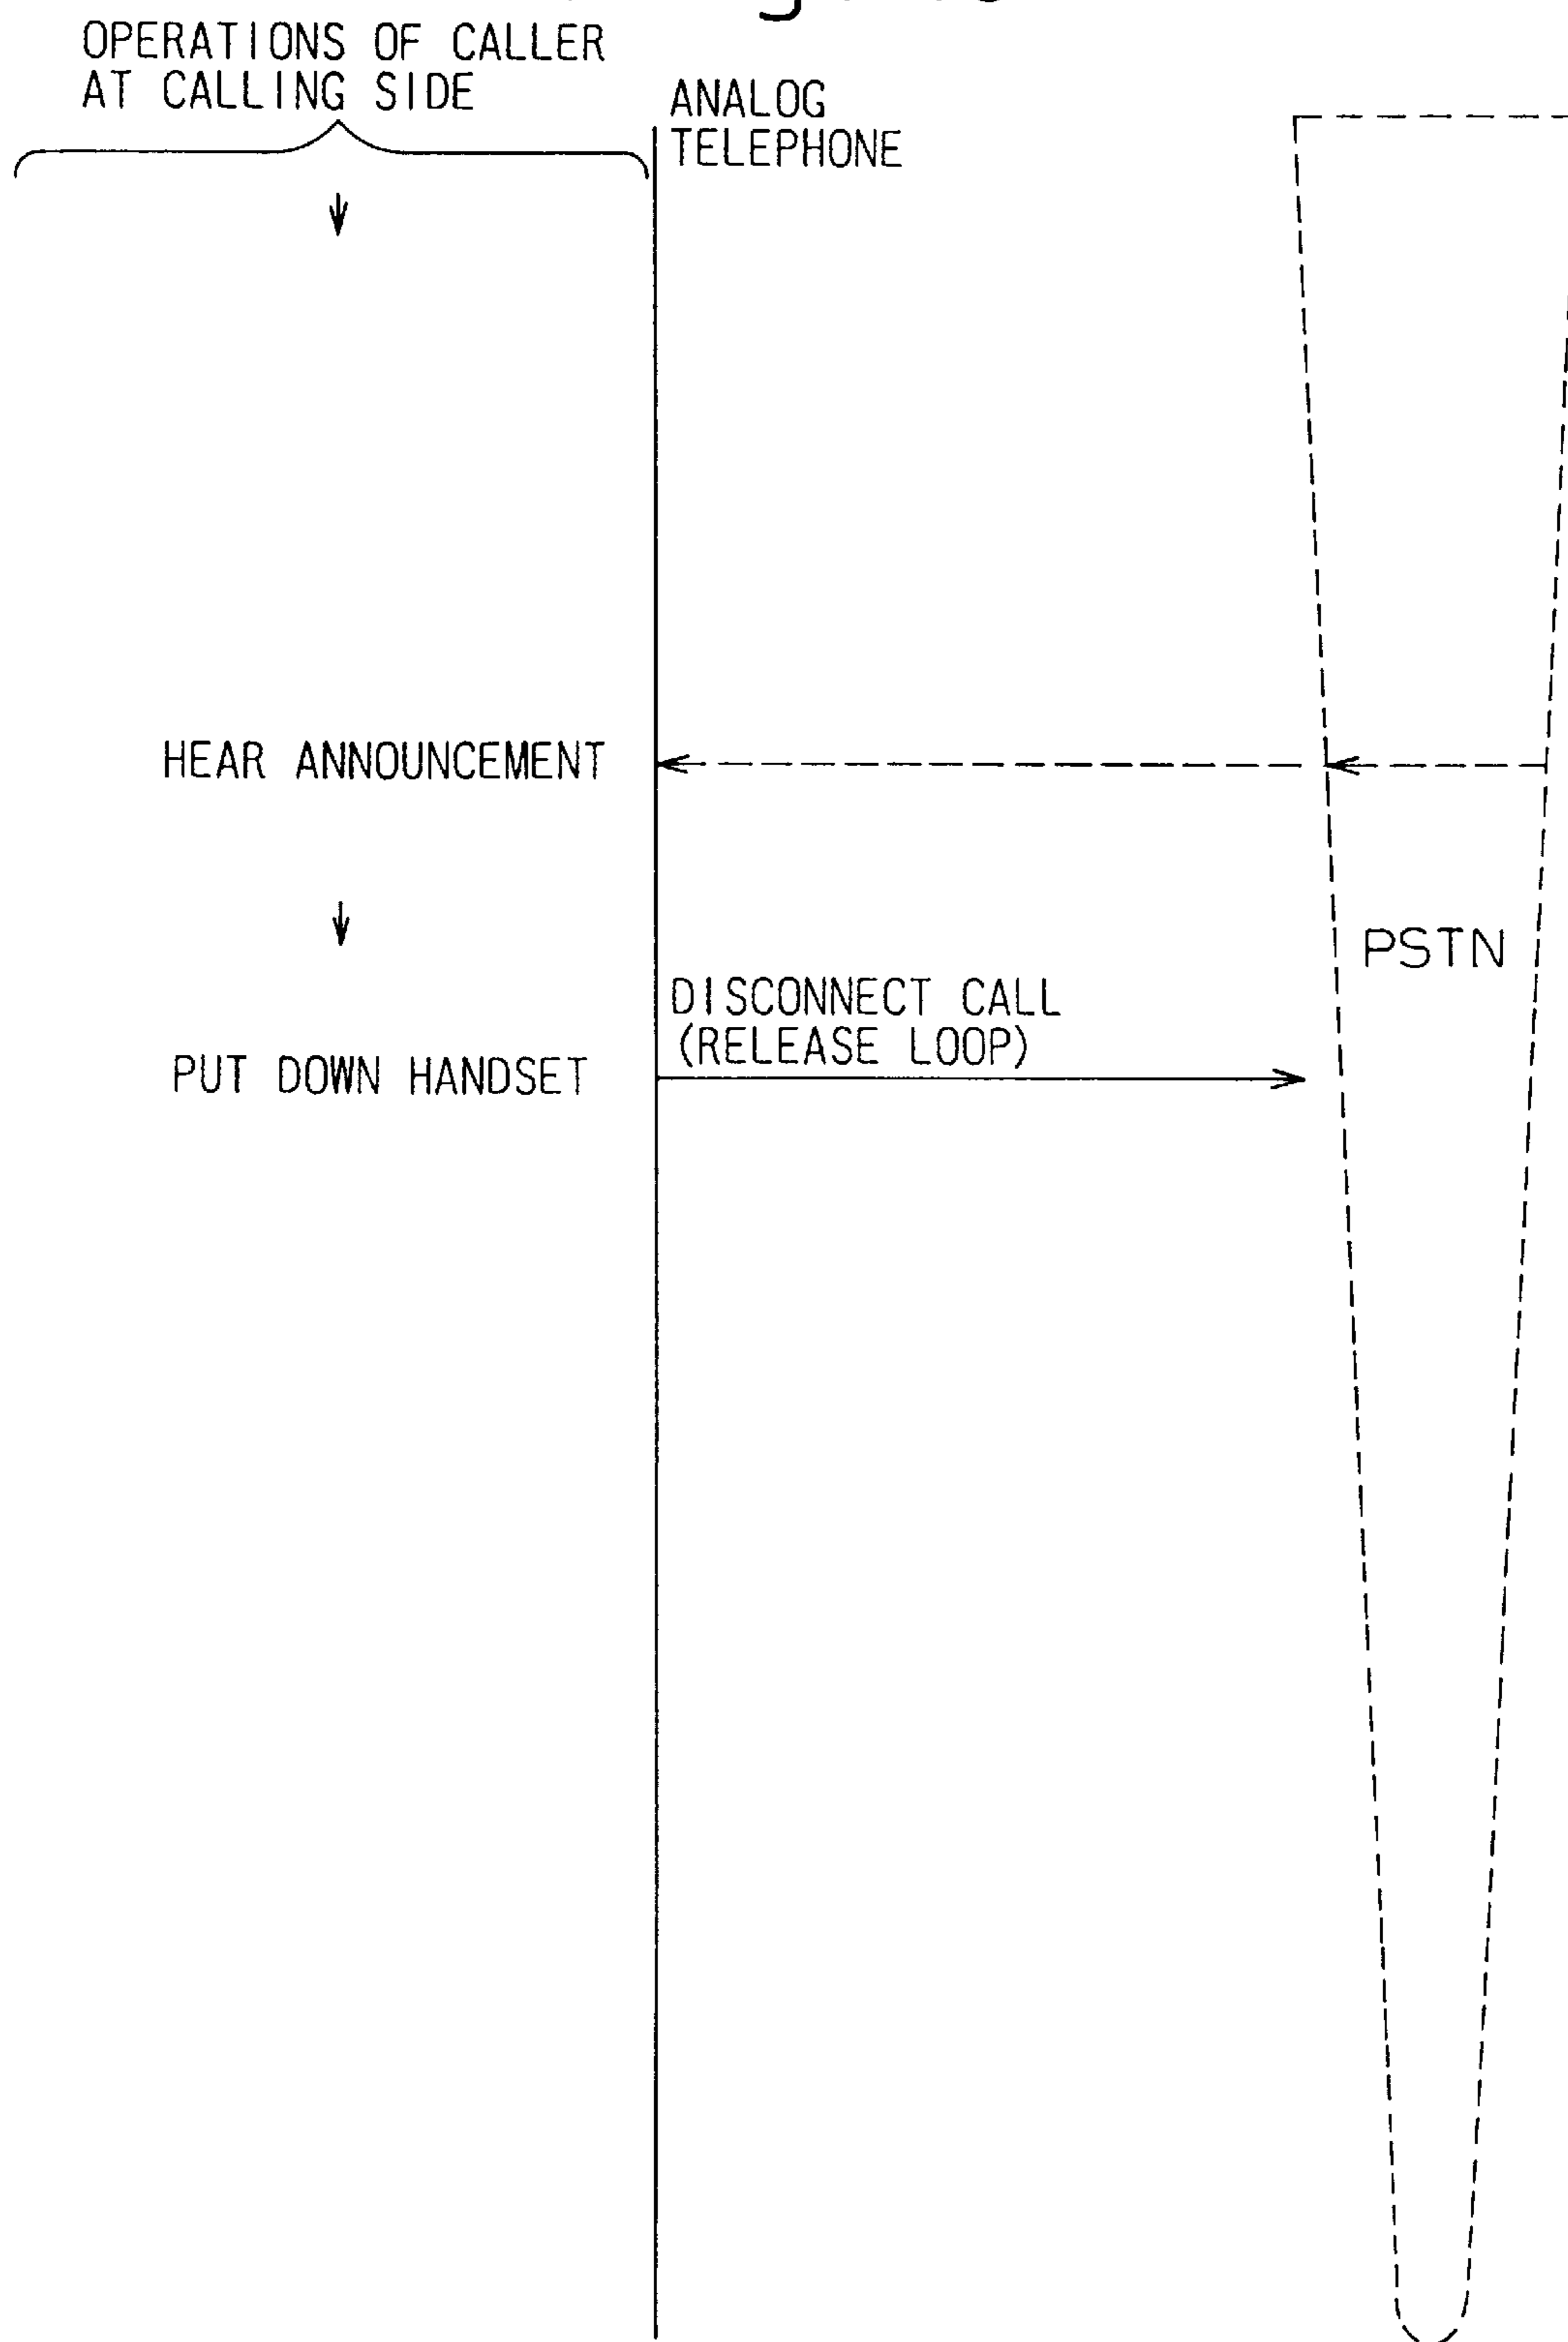 OPERATIONS OF CALLER
AT CALLING SIDE
ANALOG
TELEPHONE
HEAR ANNOUNCEMENT
PSTN
DISCONNECT CALL
(RELEASE LOOP)
PUT DOWN HANDSET